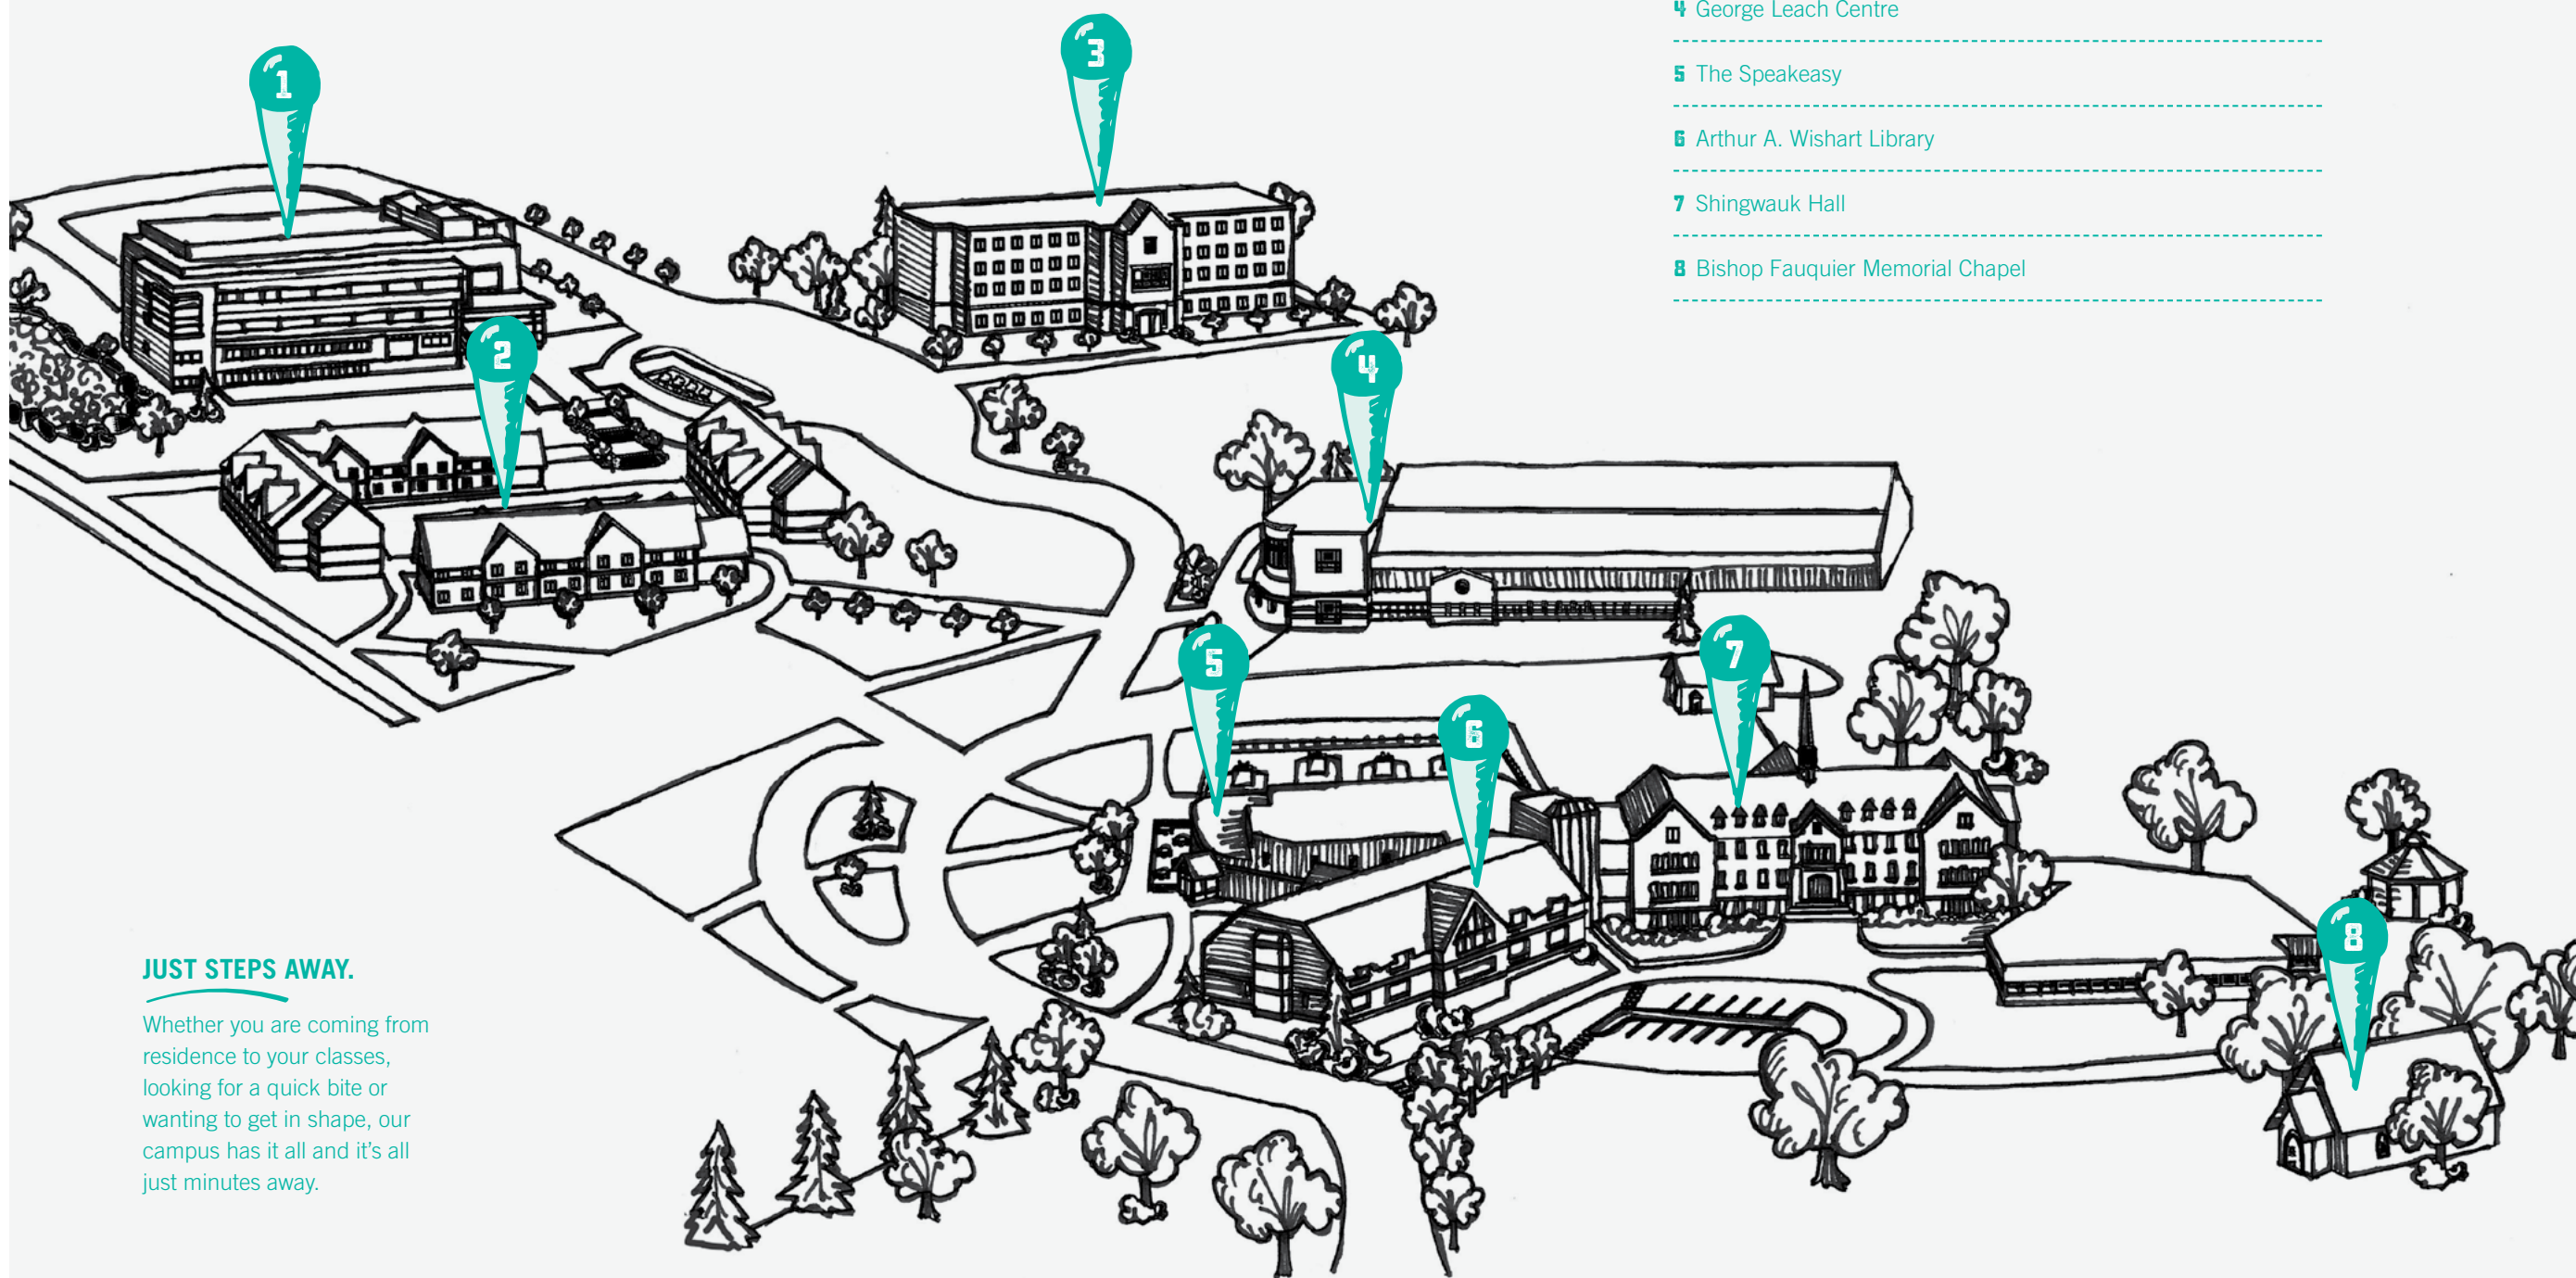 4 George Leach Centre
5 The Speakeasy
6 Arthur A. Wishart Library
7 Shingwauk Hall
8 Bishop Fauquier Memorial Chapel
1
3
2
4
5
7
6
8
JUST STEPS AWAY.
Whether you are coming from
residence to your classes,
looking for a quick bite or
wanting to get in shape, our
campus has it all and it’s all
just minutes away.